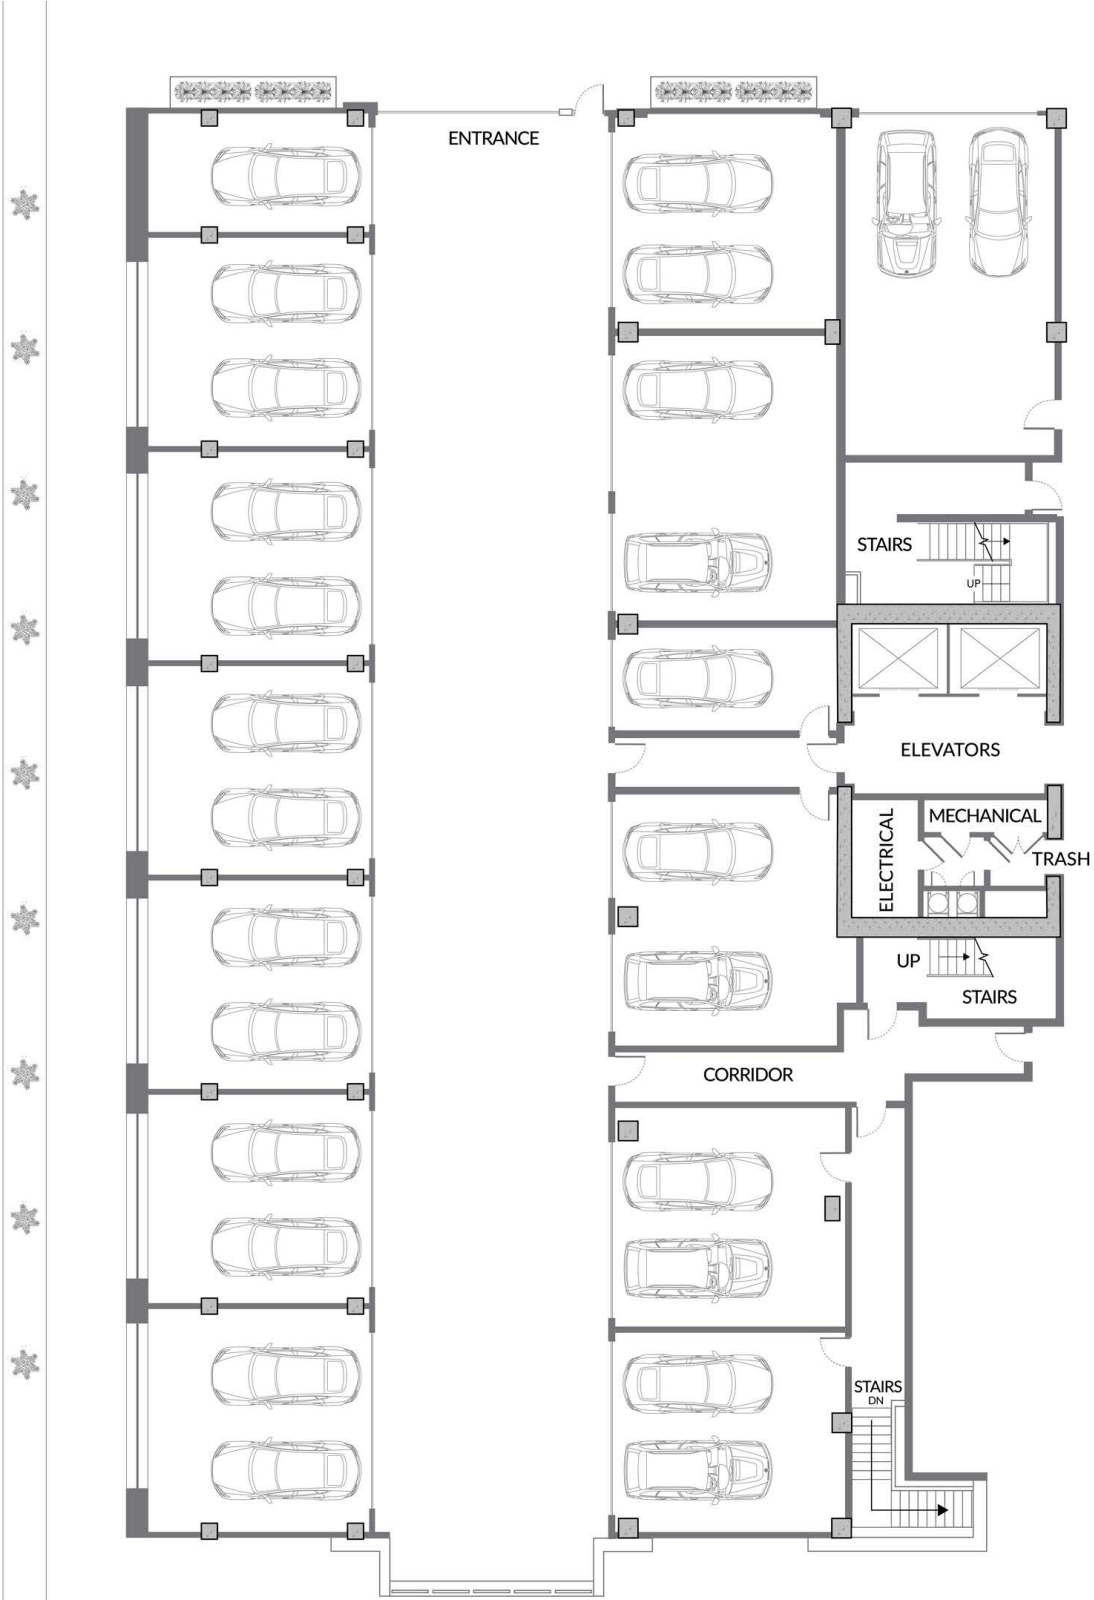 ENTRANCE
STAIRS
UP
ELEVATORS
MECHANICAL
ELECTRICAL
TRASH
UP
STAIRS
CORRIDOR
STAIRS
DN